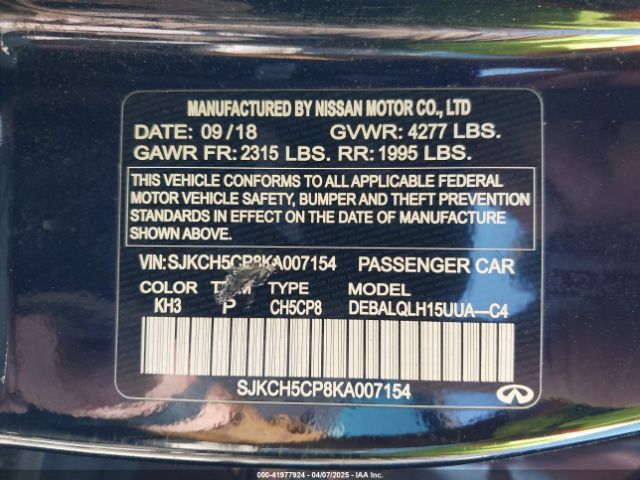 MANUFACTURED BY NISSAN MOTOR CO., LTD
DATE: 09/18 GVWR: 4277 LBS.
GAWR FR: 2315 LBS. RR: 1995 LBS.
THIS VEHICLE CONFORMS TO ALL APPLICABLE FEDERAL
MOTOR VEHICLE SAFETY, BUMPER AND THEFT PREVENTION
STANDARDS IN EFFECT ON THE DATE OF MANUFACTURE
SHOWN ABOVE.
VIN:SJKCH5CP8KA007154 PASSENGER CAR
COLOR TRIM TYPE MODEL
KH3 P CH5CP8 DEBALQLH15UUA—C4
SJKCH5CP8KA007154
000-41977924 04/07/2025 Copyright © IAA, LLC.